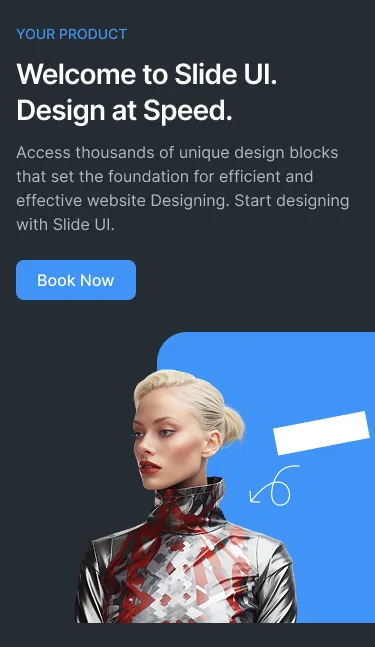 YOUR PRODUCT
Welcome to Slide UI.
Design at Speed.
Access thousands of unique design blocks
that set the foundation for efficient and
effective website Designing. Start designing
with Slide UI.
Book Now